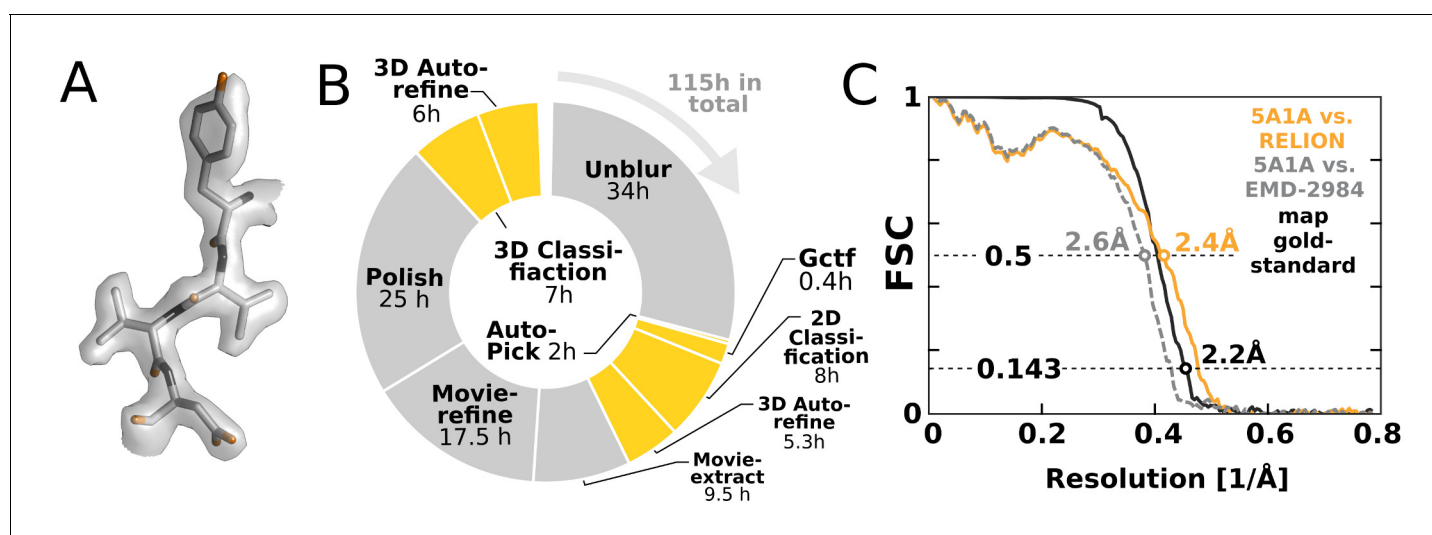 A
B
3D Auto-
refine
6h
115h in
total
Unblur
34h
3D Classi-
fiaction
7h
Polish
25 h
Auto-
Pick 2h
Gctf
0.4h
2D
Classi-
fication
8h
3D Auto-
refine
5.3h
Movie-
refine
17.5 h
Movie-
extract
9.5 h
C
1
FSC
0
5A1A vs.
RELION
5A1A vs.
EMD-2984
map
gold-
standard
2.6Å
2.4Å
0.5
2.2Å
0.143
0 0.2 0.4 0.6 0.8
Resolution [1/Å]